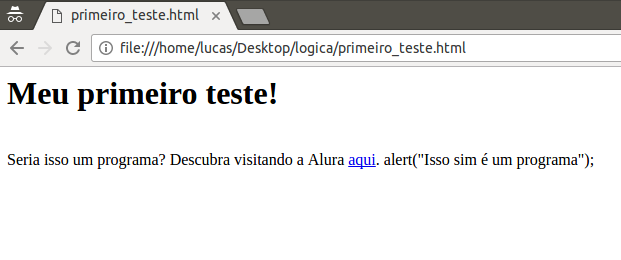 primeiro_teste.html
file:///home/lucas/Desktop/logica/primeiro_teste.html
Meu primeiro teste!
Seria isso um programa? Descubra visitando a Alura aqui. alert("Isso sim é um programa");